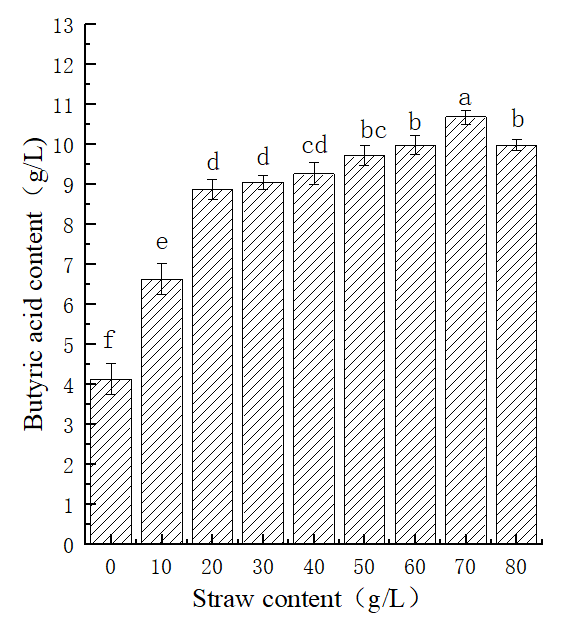 Butyric acid content（g/L)
13
12
11
10
9
8
7
6
5
4
3
2
1
0
f
e
d
d
cd
bc
b
a
b
0 10 20 30 40 50 60 70 80
Straw content（g/L）